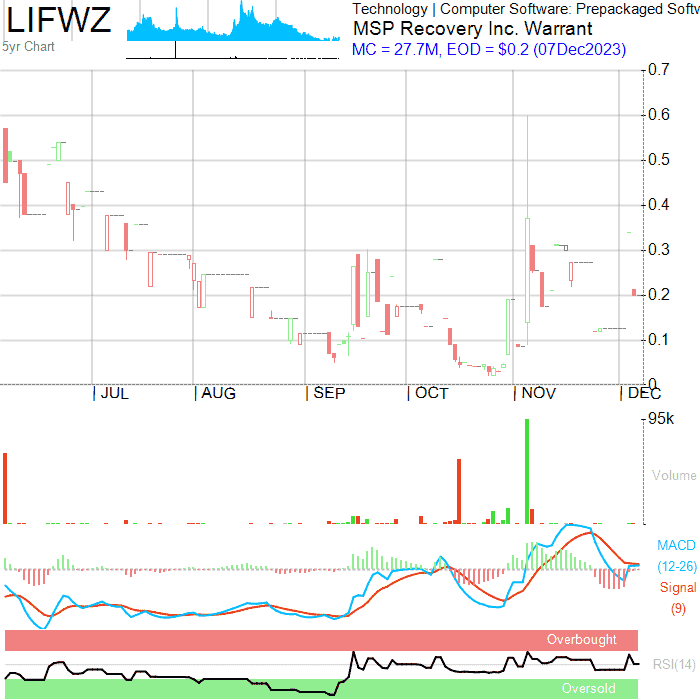 LIFWZ
5yr Chart
Technology | Computer Software: Prepackaged Softw
MSP Recovery Inc. Warrant
MC = 27.7M, EOD = $0.2 (07Dec2023)
0.7
0.6
0.5
0.4
0.3
0.2
0.1
0
JUL AUG SEP OCT NOV DEC
95k
Volume
MACD
(12-26)
Signal
(9)
Overbought
RSI(14)
Oversold